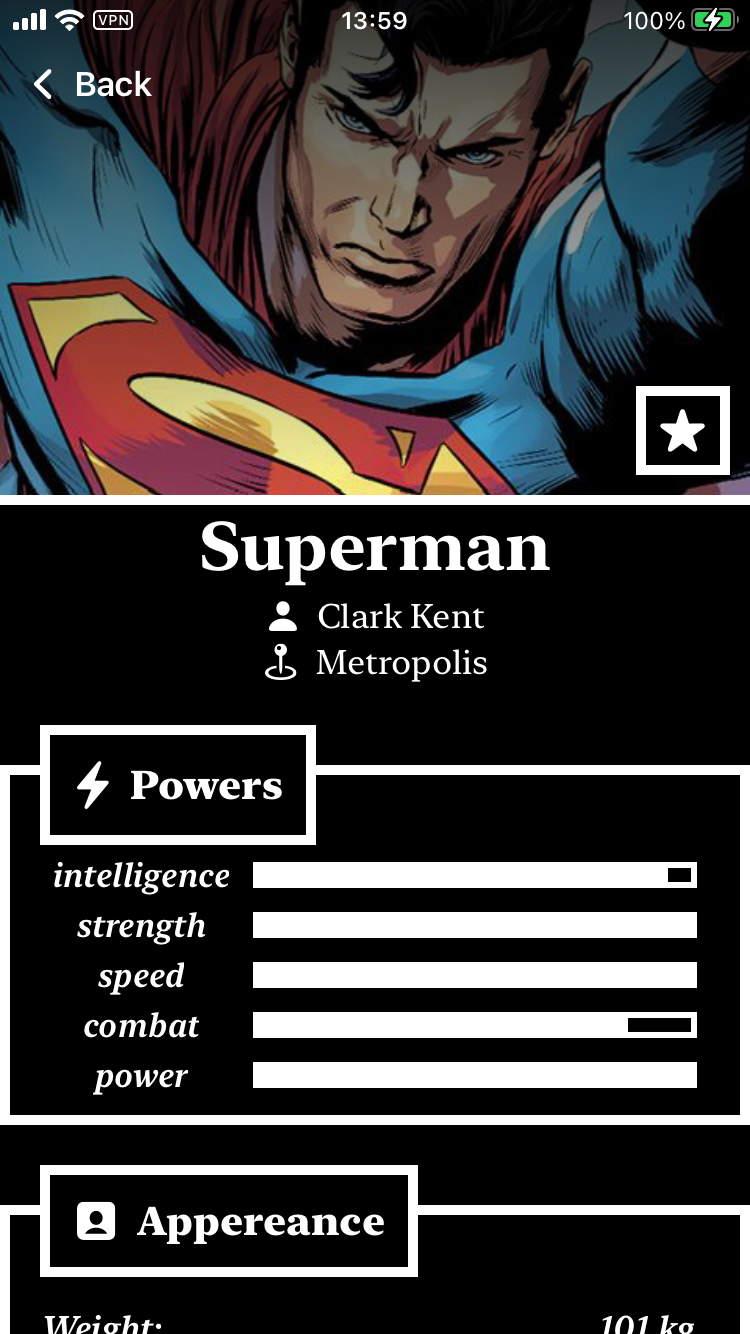 VPN
13:59
100%
Back
Superman
Clark Kent
Metropolis
Powers
intelligence
strength
speed
combat
power
Appereance
Weight: 101 kg